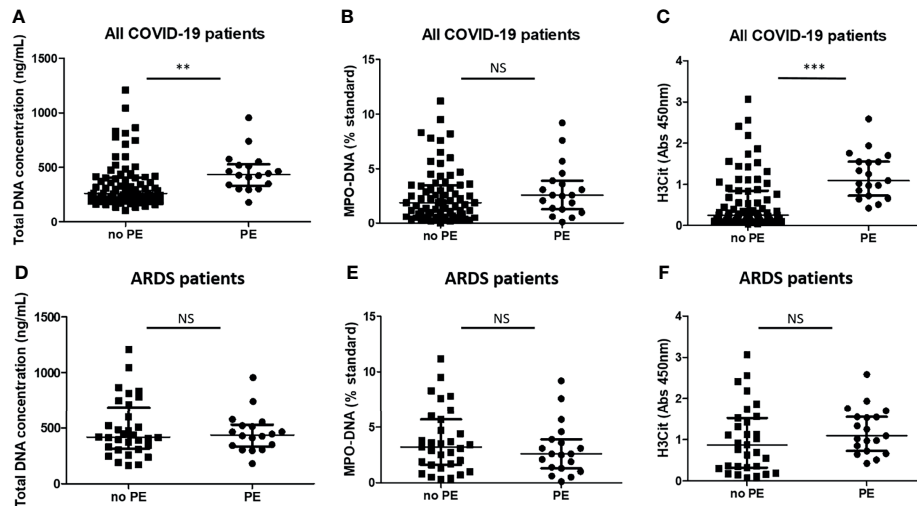 A
All COVID-19 patients
Total DNA concentration (ng/mL)
1500
1000
500
0
**
no PE
PE
B
All COVID-19 patients
MPO-DNA (% standard)
15
10
5
0
NS
no PE
PE
C
All COVID-19 patients
H3Cit (Abs 450nm)
4
3
2
1
0
***
no PE
PE
D
ARDS patients
Total DNA concentration (ng/mL)
1500
1000
500
0
NS
no PE
PE
E
ARDS patients
MPO-DNA (% standard)
15
10
5
0
NS
no PE
PE
F
ARDS patients
H3Cit (Abs 450nm)
4
3
2
1
0
NS
no PE
PE